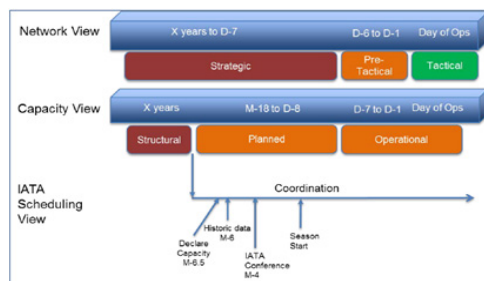 Network View
X years to D-7
D-6 to D-1
Day of Ops
Strategic
Pre-
Tactical
Tactical
Capacity View
X years
M-18 to D-8
D-7 to D-1
Day of Ops
Structural
Planned
Operational
IATA
Scheduling
View
Coordination
Declare
Capacity
M-6.5
Historic data
M-6
IATA
Conference
M-4
Season
Start